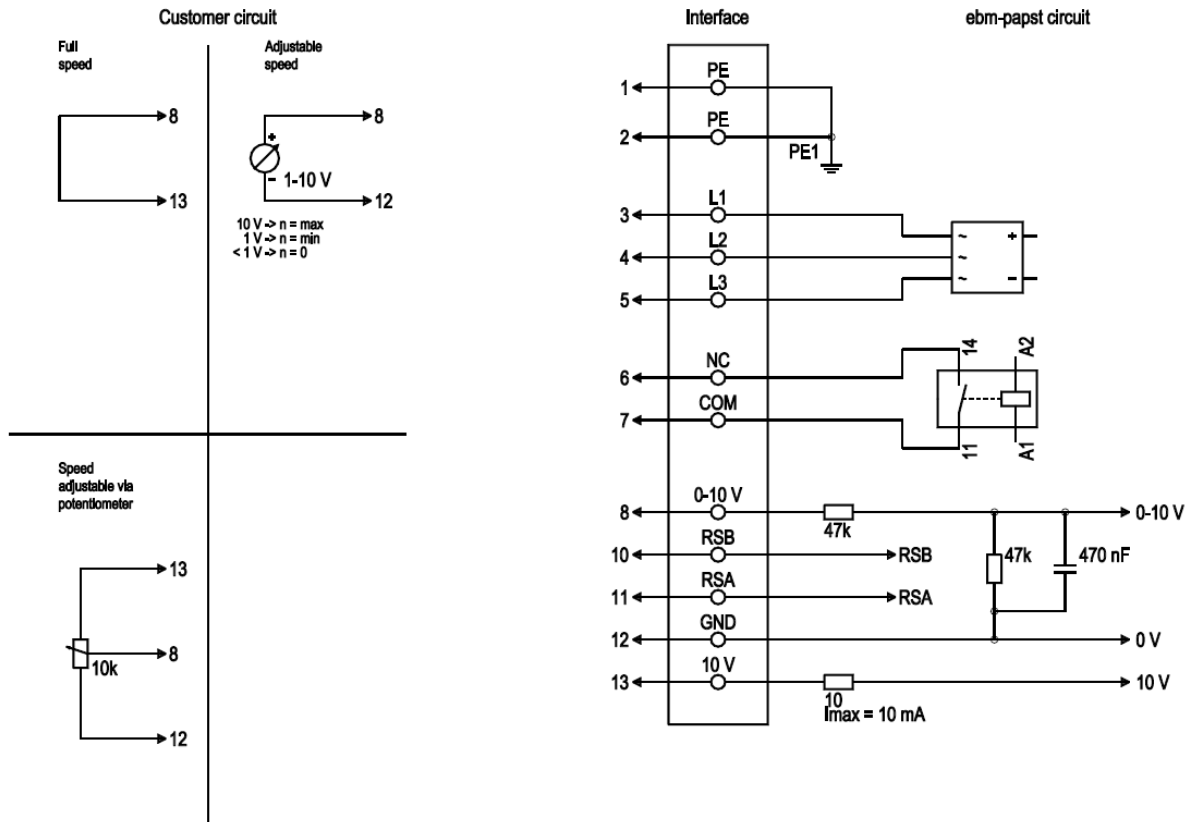 Customer circuit
Interface
ebm-papst circuit
Full
speed
8
13
Adjustable
speed
8
+
- 1-10 V
12
10 V -> n = max
1 V -> n = min
< 1 V -> n = 0
Speed
adjustable via
potentiometer
13
8
10k
12
1 PE
2 PE
PE1
3 L1
4 L2
5 L3
~ +
~
~ -
6 NC
7 COM
14 A2
11 A1
8 0-10 V 47k 0-10 V
10 RSB RSB
47k 470 nF
11 RSA RSA
12 GND 0 V
13 10 V 10 10 V
Imax = 10 mA